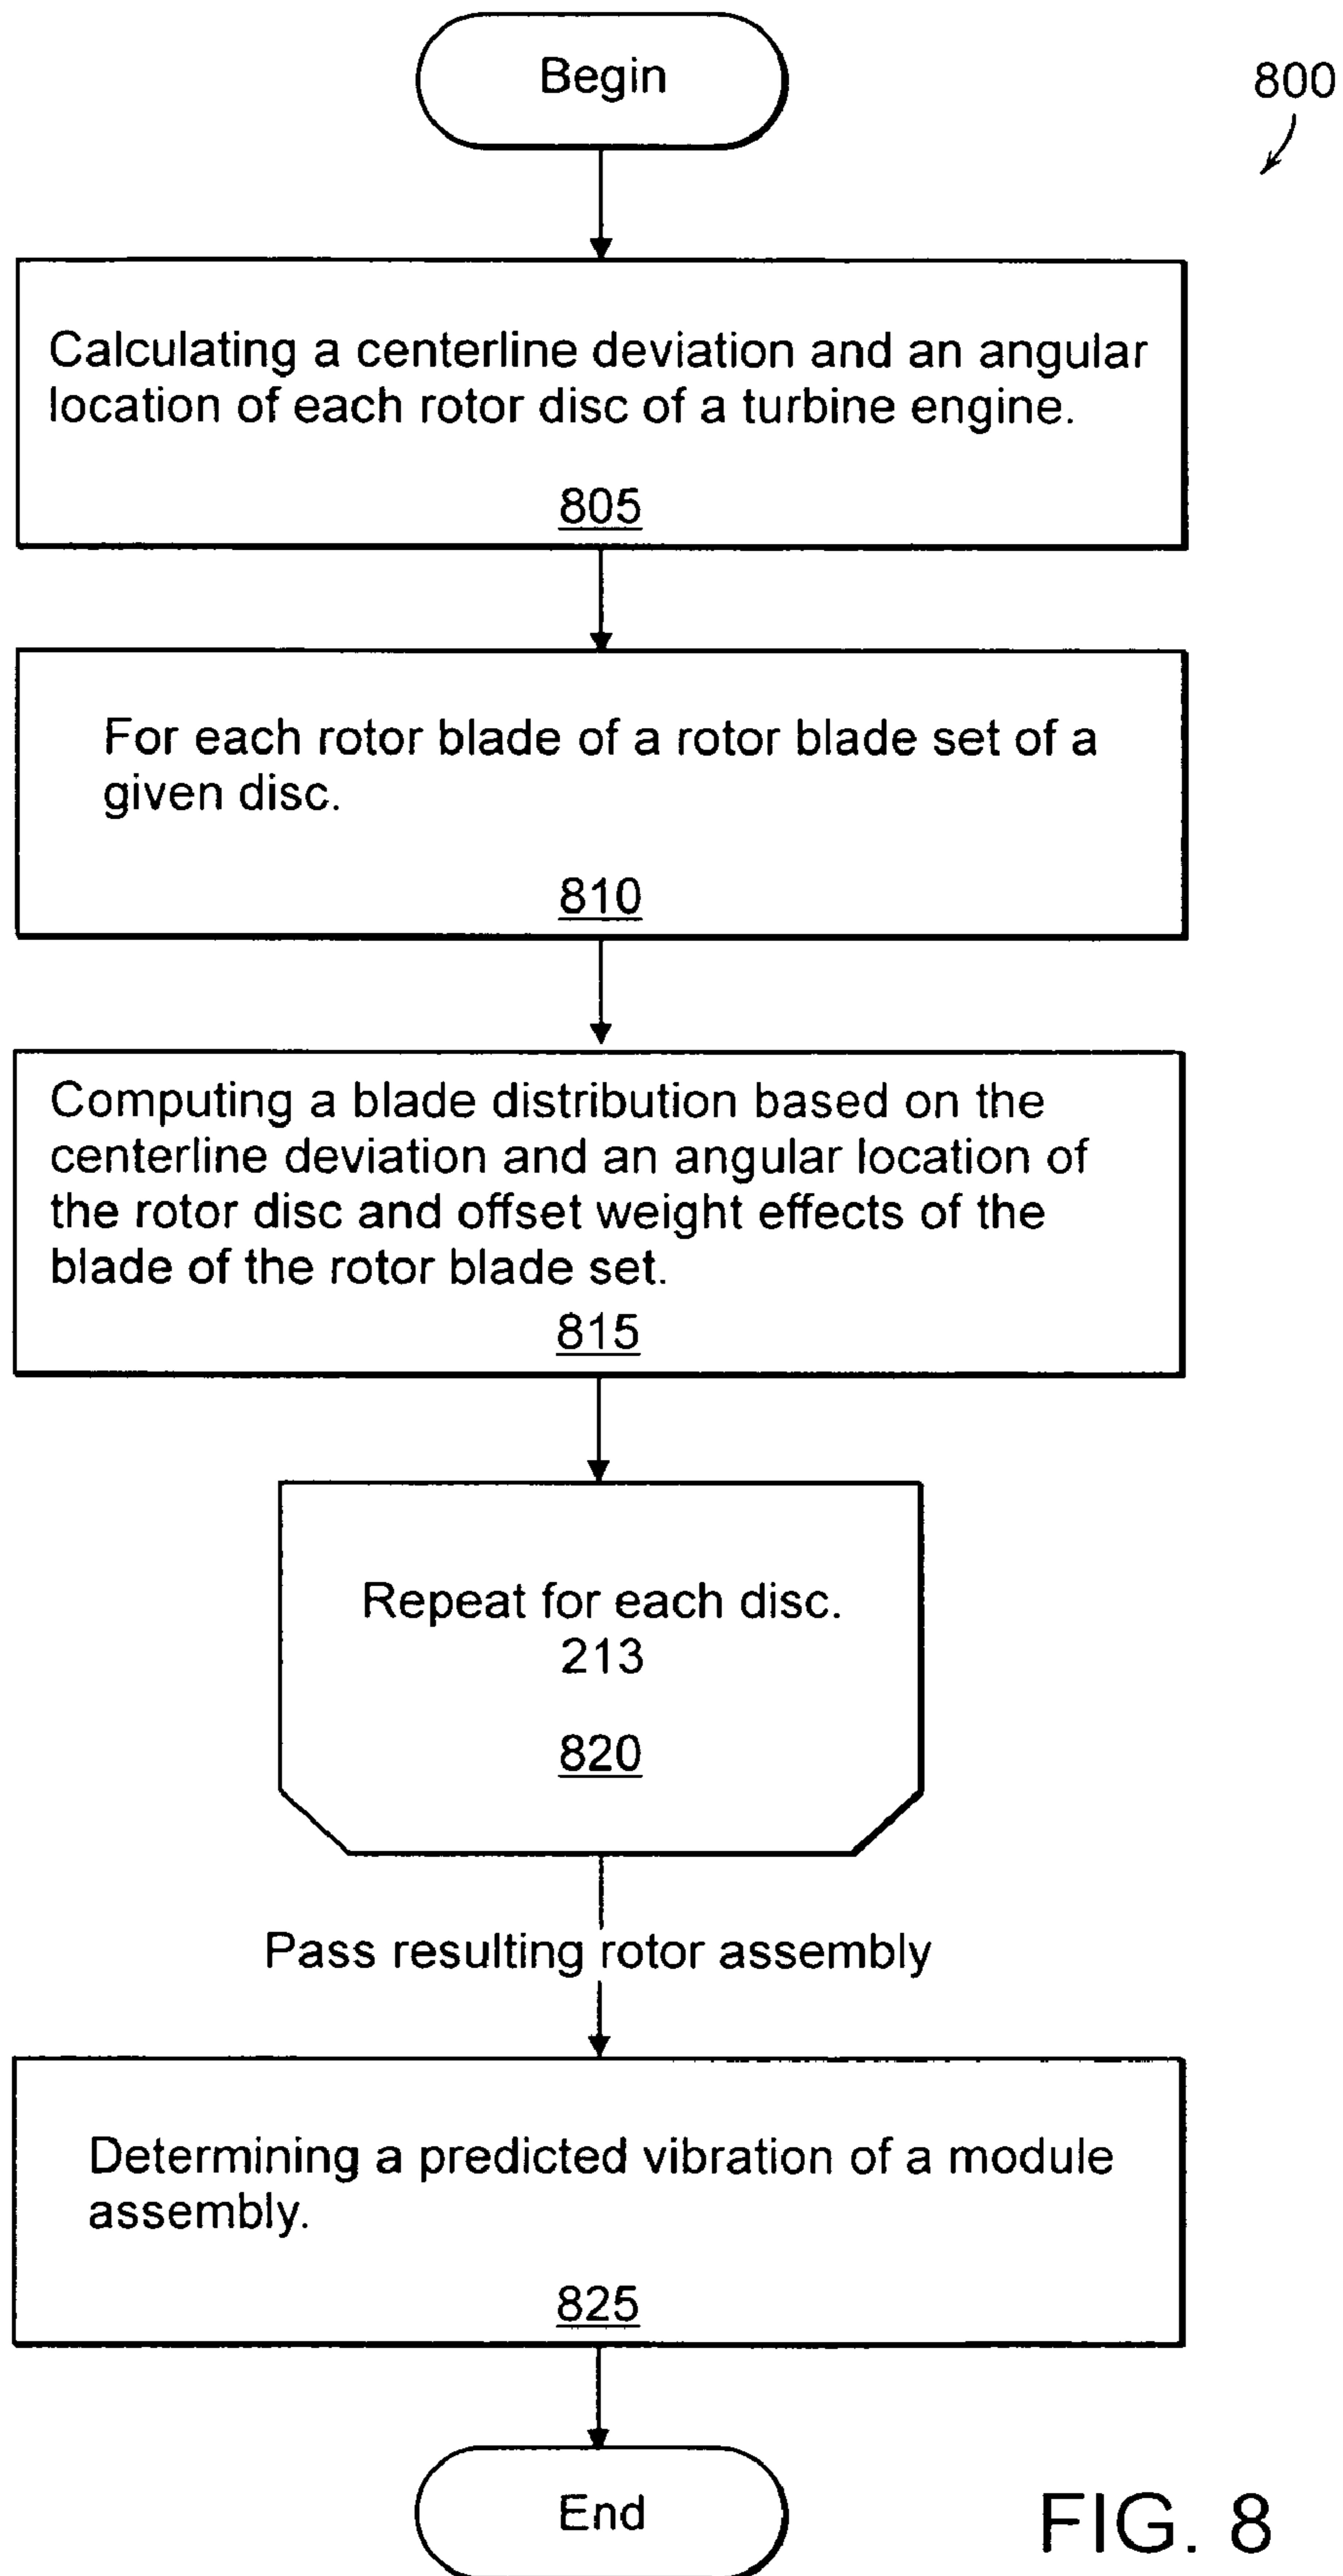 Begin
800
Calculating a centerline deviation and an angular
location of each rotor disc of a turbine engine.
805
For each rotor blade of a rotor blade set of a
given disc.
810
Computing a blade distribution based on the
centerline deviation and an angular location of
the rotor disc and offset weight effects of the
blade of the rotor blade set.
815
Repeat for each disc.
213
820
Pass resulting rotor assembly
Determining a predicted vibration of a module
assembly.
825
End
FIG. 8